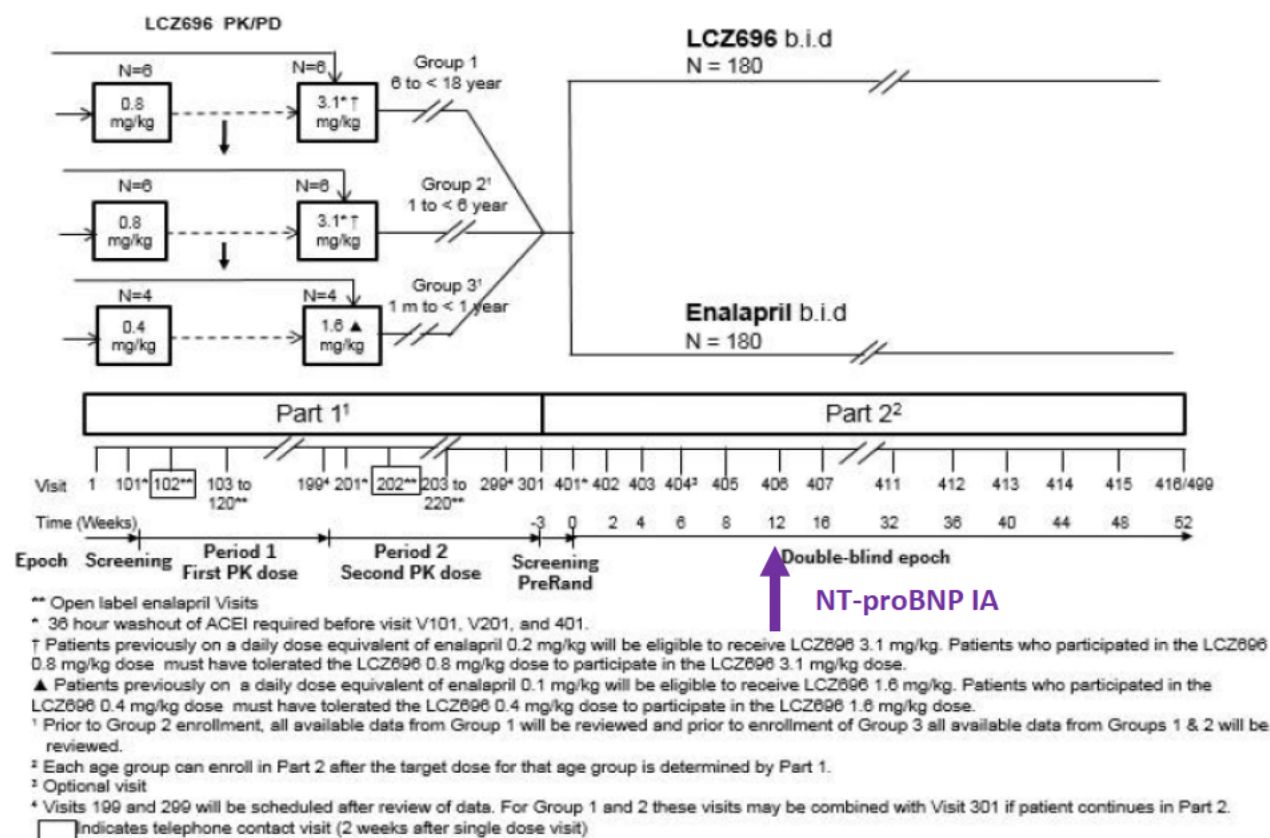 LCZ696 PK/PD
LCZ696 b.i.d
N = 180
N=6
N=6
Group 1
6 to < 18 year
0.8
mg/kg
3.1*†
mg/kg
N=6
N=6
Group 2¹
1 to < 6 year
0.8
mg/kg
3.1*†
mg/kg
N=4
N=4
Group 3¹
1 m to < 1 year
0.4
mg/kg
1.6 ▲
mg/kg
Enalapril b.i.d
N = 180
Part 1¹
Part 2²
Visit 1 101* 102** 103 to 120** 199⁴ 201* 202** 203 to 220** 299⁴ 301 401* 402 403 404³ 405 406 407 411 412 413 414 415 416/499
Time (Weeks) -3 0 2 4 6 8 12 16 32 36 40 44 48 52
Epoch Screening Period 1 First PK dose Period 2 Second PK dose Screening PreRand Double-blind epoch
NT-proBNP IA
** Open label enalapril Visits
* 36 hour washout of ACEI required before visit V101, V201, and 401.
† Patients previously on a daily dose equivalent of enalapril 0.2 mg/kg will be eligible to receive LCZ696 3.1 mg/kg. Patients who participated in the LCZ696
0.8 mg/kg dose must have tolerated the LCZ696 0.8 mg/kg dose to participate in the LCZ696 3.1 mg/kg dose.
▲ Patients previously on a daily dose equivalent of enalapril 0.1 mg/kg will be eligible to receive LCZ696 1.6 mg/kg. Patients who participated in the
LCZ696 0.4 mg/kg dose must have tolerated the LCZ696 0.4 mg/kg dose to participate in the LCZ696 1.6 mg/kg dose.
¹ Prior to Group 2 enrollment, all available data from Group 1 will be reviewed and prior to enrollment of Group 3 all available data from Groups 1 & 2 will be
reviewed.
² Each age group can enroll in Part 2 after the target dose for that age group is determined by Part 1.
³ Optional visit
⁴ Visits 199 and 299 will be scheduled after review of data. For Group 1 and 2 these visits may be combined with Visit 301 if patient continues in Part 2.
Indicates telephone contact visit (2 weeks after single dose visit)